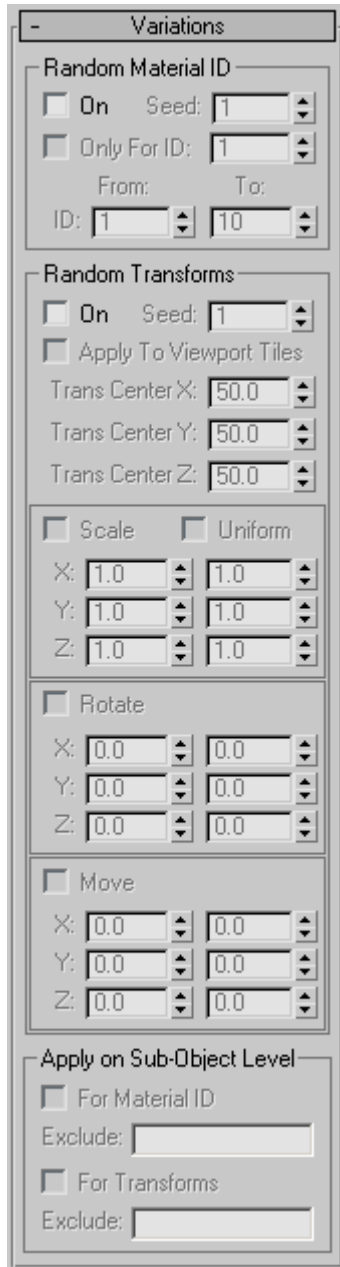 - Variations
Random Material ID
On Seed: 1
Only For ID: 1
From: To:
ID: 1 10
Random Transforms
On Seed: 1
Apply To Viewport Tiles
Trans Center X: 50.0
Trans Center Y: 50.0
Trans Center Z: 50.0
Scale Uniform
X: 1.0 1.0
Y: 1.0 1.0
Z: 1.0 1.0
Rotate
X: 0.0 0.0
Y: 0.0 0.0
Z: 0.0 0.0
Move
X: 0.0 0.0
Y: 0.0 0.0
Z: 0.0 0.0
Apply on Sub-Object Level
For Material ID
Exclude:
For Transforms
Exclude: